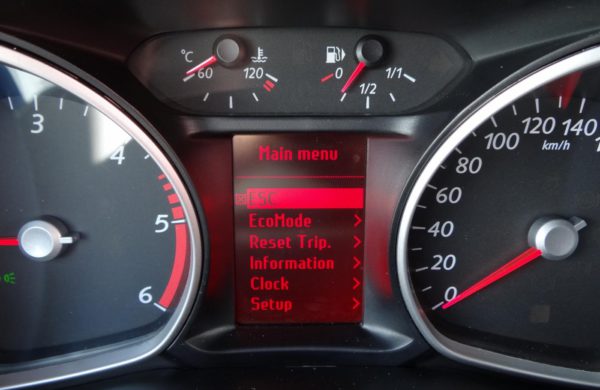 °C
60
120
0
1/2
1/1
3
4
5
6
Main menu
ESC
EcoMode >
Reset Trip. >
Information >
Clock >
Setup >
0
20
40
60
80
100
120
140
km/h